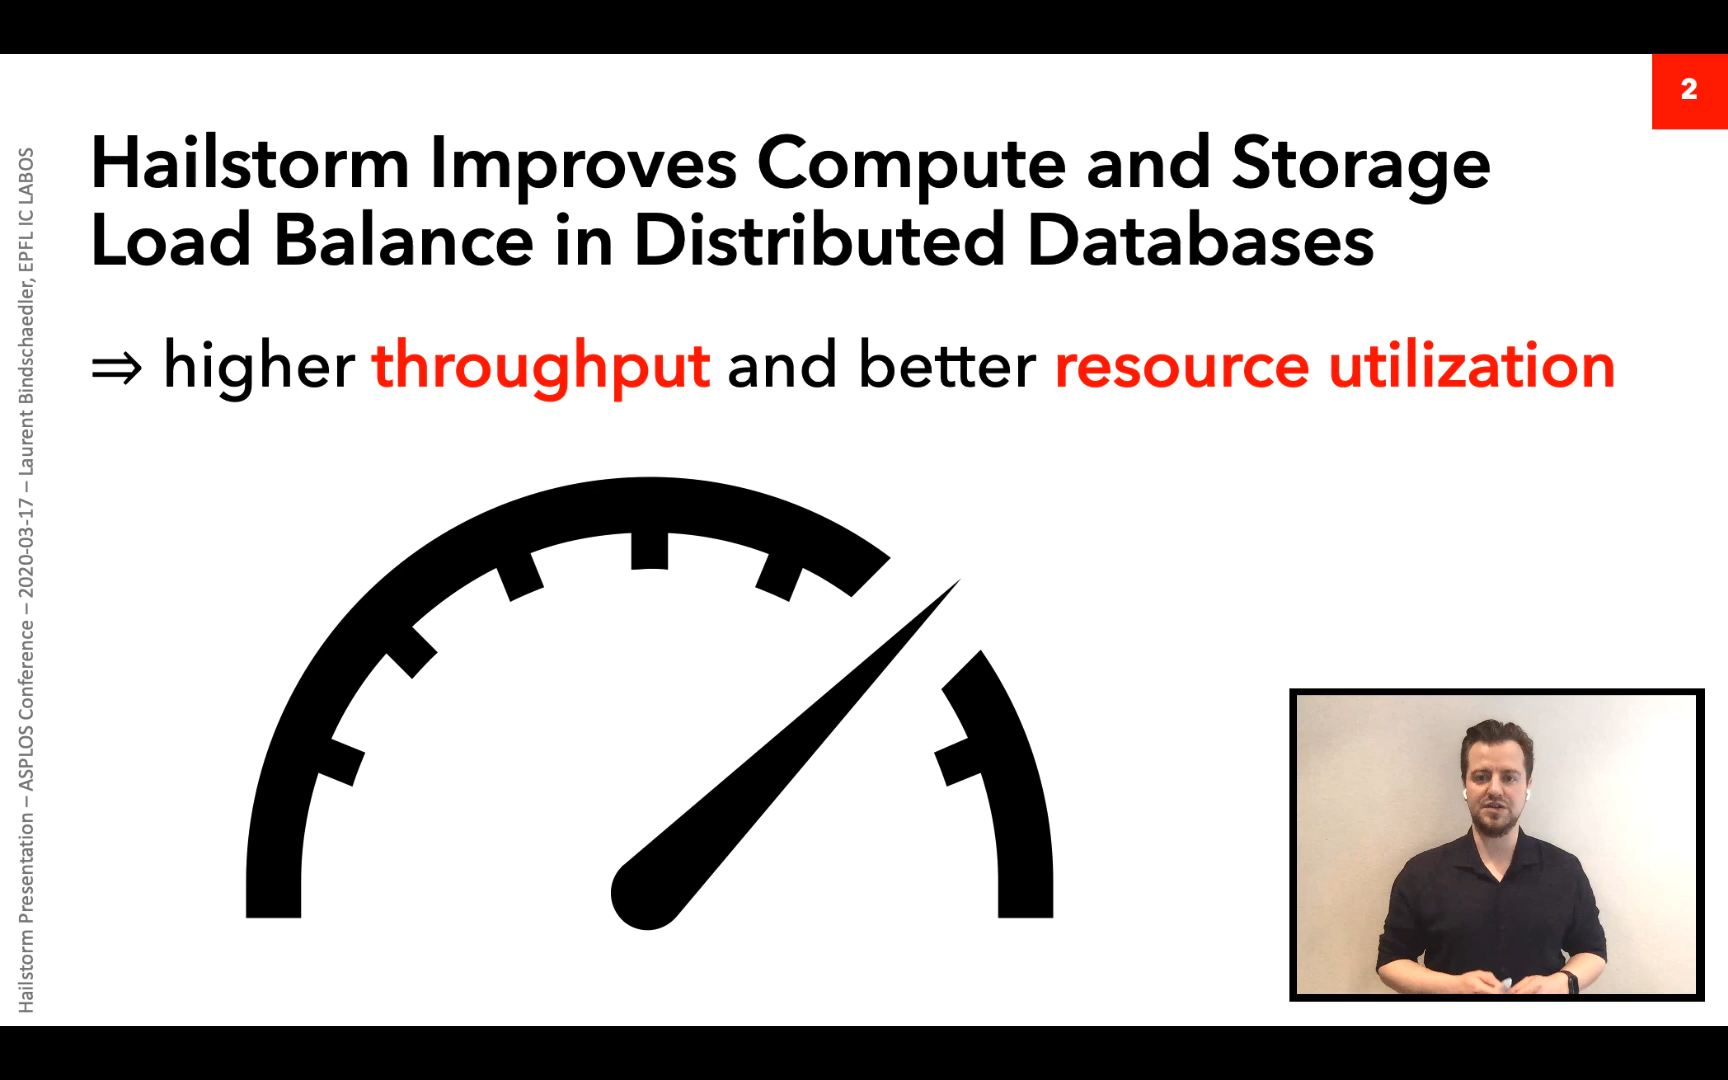 2
Hailstorm Improves Compute and Storage
Load Balance in Distributed Databases
⇒ higher throughput and better resource utilization
Hailstorm Presentation – ASPLOS Conference – 2020-03-17 – Laurent Bindschaedler, EPFL IC LABOS